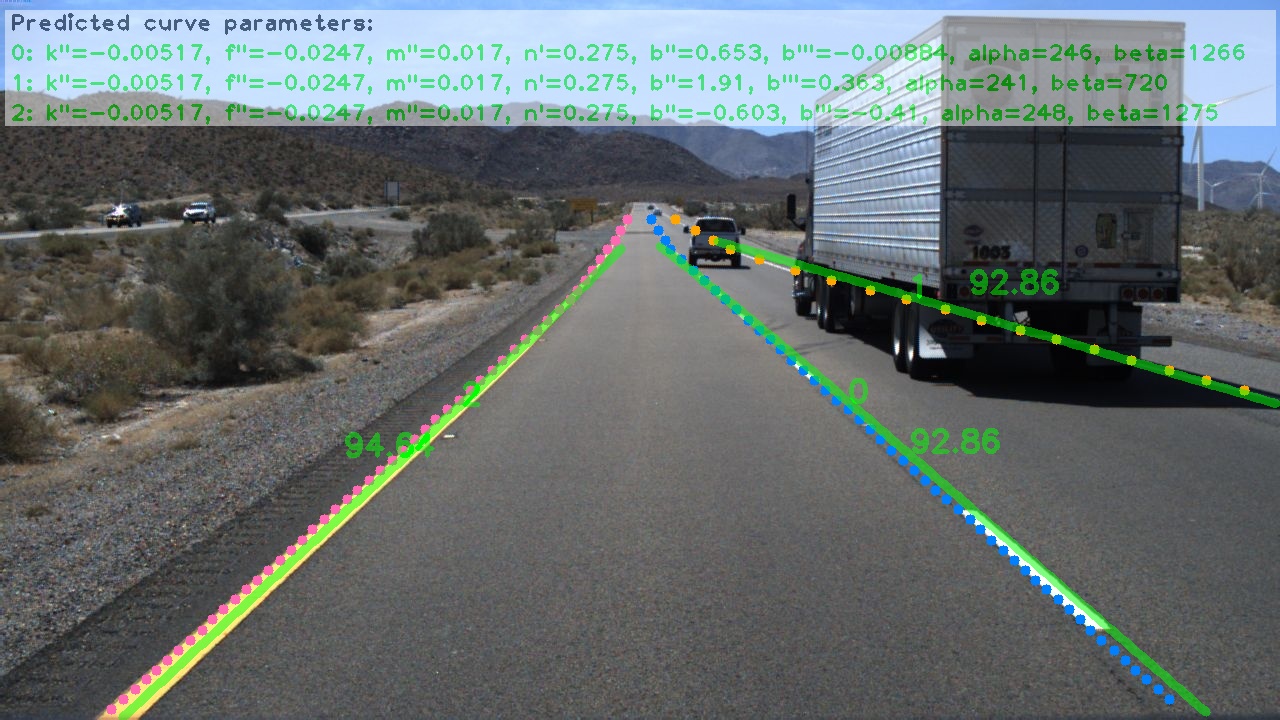 Predicted curve parameters:
0: k''=-0.00517, f''=-0.0247, m''=0.017, n'=0.275, b''=0.653, b'''=-0.00884, alpha=246, beta=1266
1: k''=-0.00517, f''=-0.0247, m''=0.017, n'=0.275, b''=1.91, b'''=0.363, alpha=241, beta=720
2: k''=-0.00517, f''=-0.0247, m''=0.017, n'=0.275, b''=-0.603, b'''=-0.41, alpha=248, beta=1275
1003
1 92.86
2 0
94.64 92.86